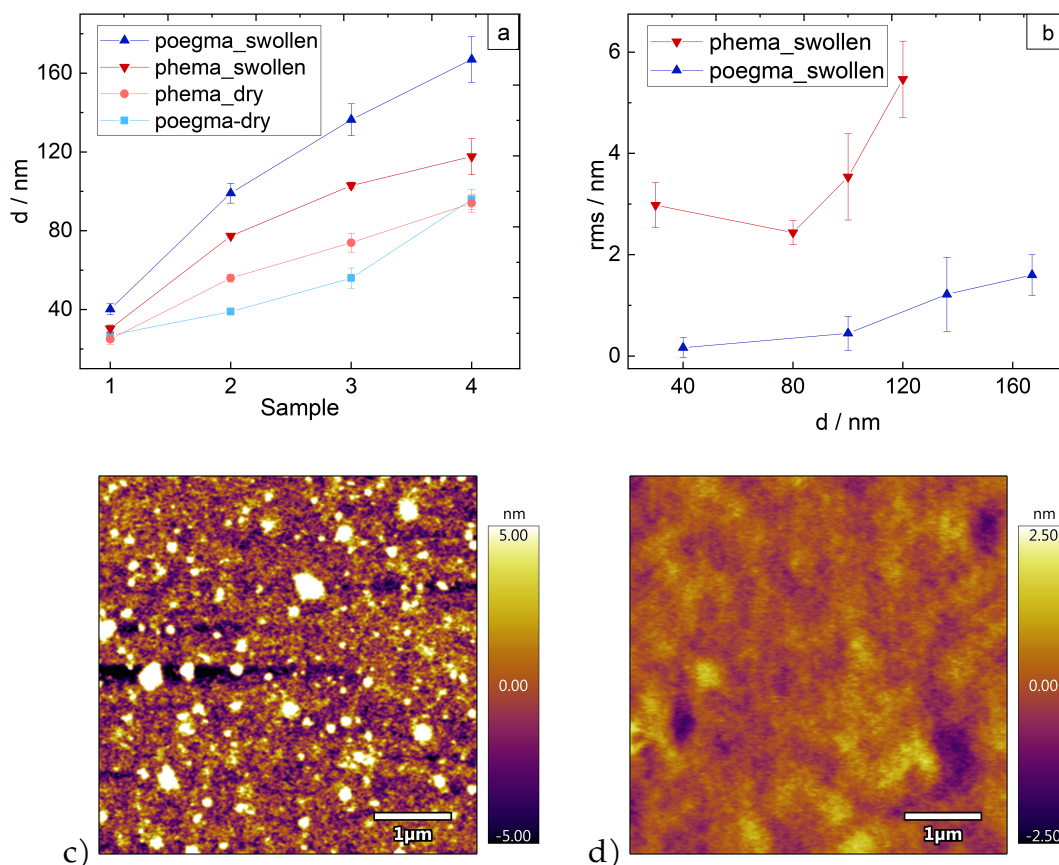 a
poegma_swollen
phema_swollen
phema_dry
poegma-dry
160
120
80
40
d / nm
1 2 3 4
Sample
b
phema_swollen
poegma_swollen
6
4
2
0
rms / nm
40 80 120 160
d / nm
nm
5.00
0.00
-5.00
1µm
c)
nm
2.50
0.00
-2.50
1µm
d)